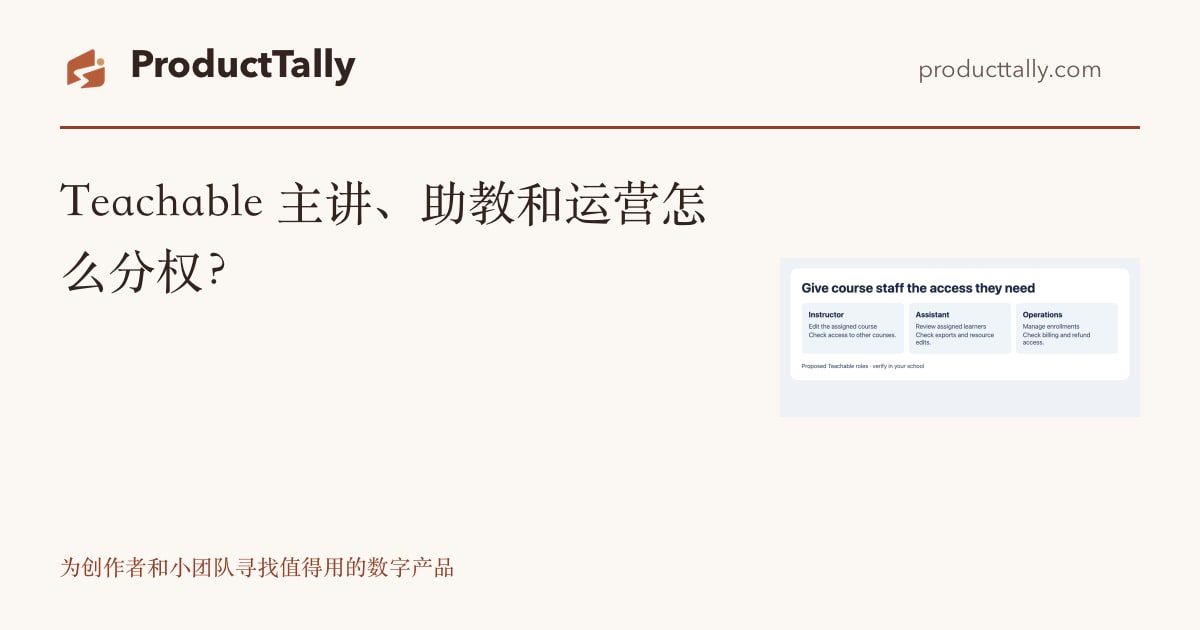 ProductTally
producttally.com
Teachable 主讲、助教和运营怎
么分权?
Give course staff the access they need
Instructor
Edit the assigned course
Check access to other courses.
Assistant
Review assigned learners
Check exports and resource
edits.
Operations
Manage enrollments
Check billing and refund
access.
Proposed Teachable roles · verify in your school
为创作者和小团队寻找值得用的数字产品